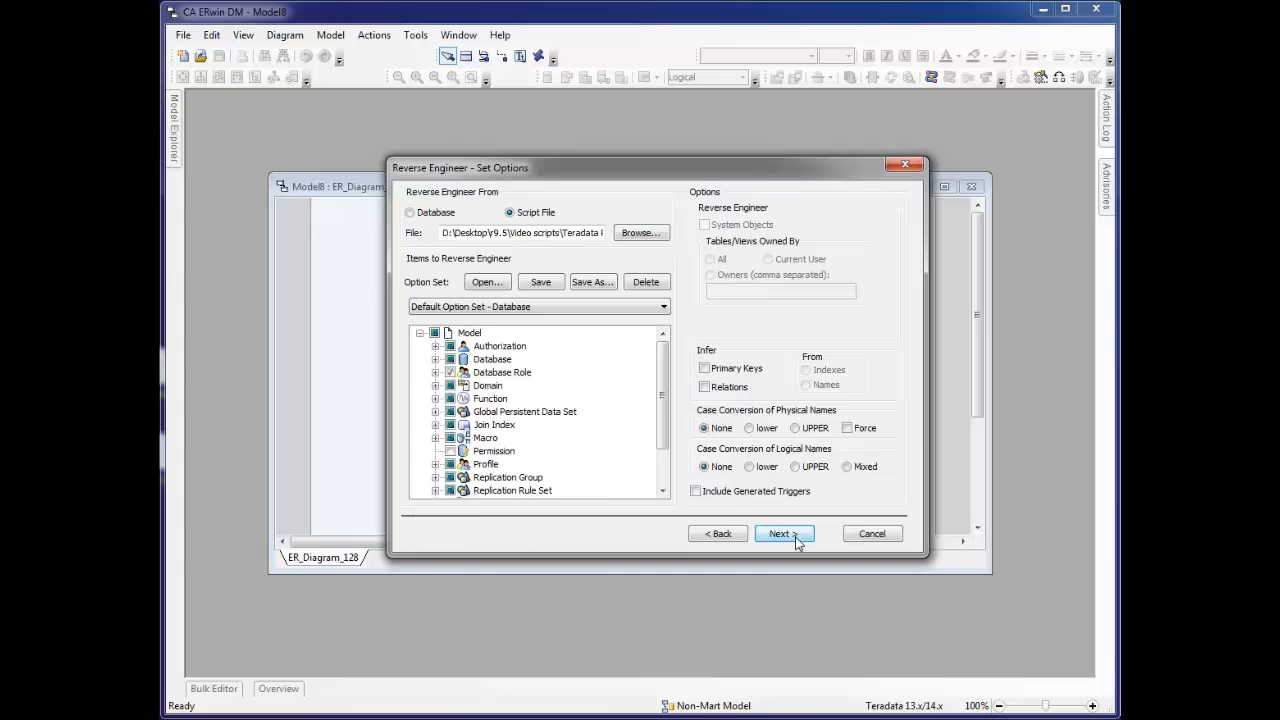 CA ERwin DM - Model8
File Edit View Diagram Model Actions Tools Window Help
Logical
Model Explorer
Action Log
Advisories
Model8 : ER_Diagram_
Reverse Engineer - Set Options
Reverse Engineer From
Database Script File
File: D:\Desktop\r9.5\Video scripts\Teradata Browse...
Items to Reverse Engineer
Option Set: Open... Save Save As... Delete
Default Option Set - Database
Model
Authorization
Database
Database Role
Domain
Function
Global Persistent Data Set
Join Index
Macro
Permission
Profile
Replication Group
Replication Rule Set
Options
Reverse Engineer
System Objects
Tables/Views Owned By
All Current User
Owners (comma separated):
Infer
From
Primary Keys Indexes
Relations Names
Case Conversion of Physical Names
None lower UPPER Force
Case Conversion of Logical Names
None lower UPPER Mixed
Include Generated Triggers
< Back Next > Cancel
ER_Diagram_128
Bulk Editor Overview
Ready Non-Mart Model Teradata 13.x/14.x 100%